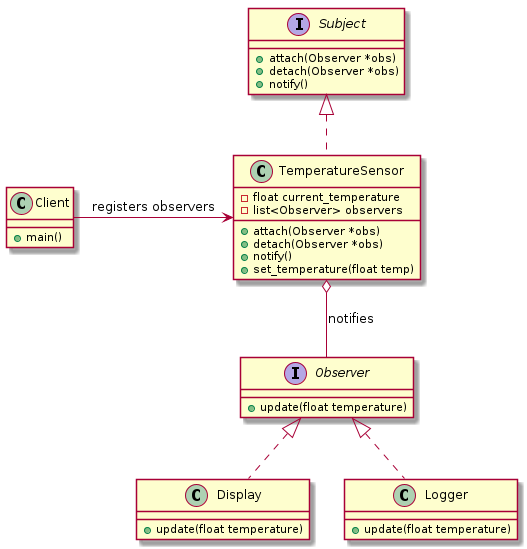 I Subject
attach(Observer *obs)
detach(Observer *obs)
notify()
C TemperatureSensor
float current_temperature
list<Observer> observers
attach(Observer *obs)
detach(Observer *obs)
notify()
set_temperature(float temp)
C Client
main()
registers observers
notifies
I Observer
update(float temperature)
C Display
update(float temperature)
C Logger
update(float temperature)